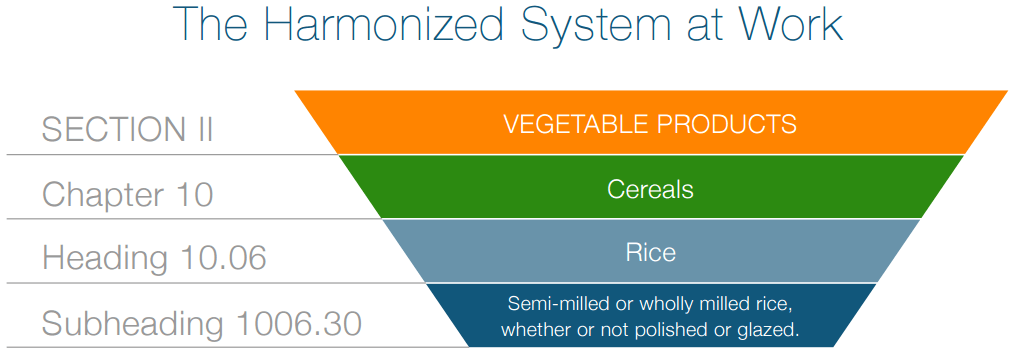 The Harmonized System at Work
SECTION II
VEGETABLE PRODUCTS
Chapter 10
Cereals
Heading 10.06
Rice
Subheading 1006.30
Semi-milled or wholly milled rice,
whether or not polished or glazed.